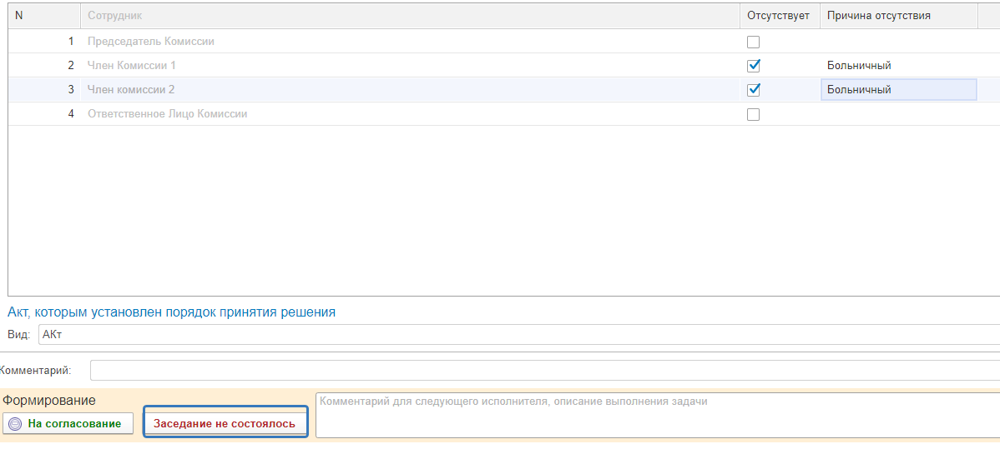 N Сотрудник Отсутствует Причина отсутствия
1 Председатель Комиссии
2 Член Комиссии 1 Больничный
3 Член комиссии 2 Больничный
4 Ответственное Лицо Комиссии
Акт, которым установлен порядок принятия решения
Вид: АКт
Комментарий:
Формирование
Комментарий для следующего исполнителя, описание выполнения задачи
На согласование Заседание не состоялось